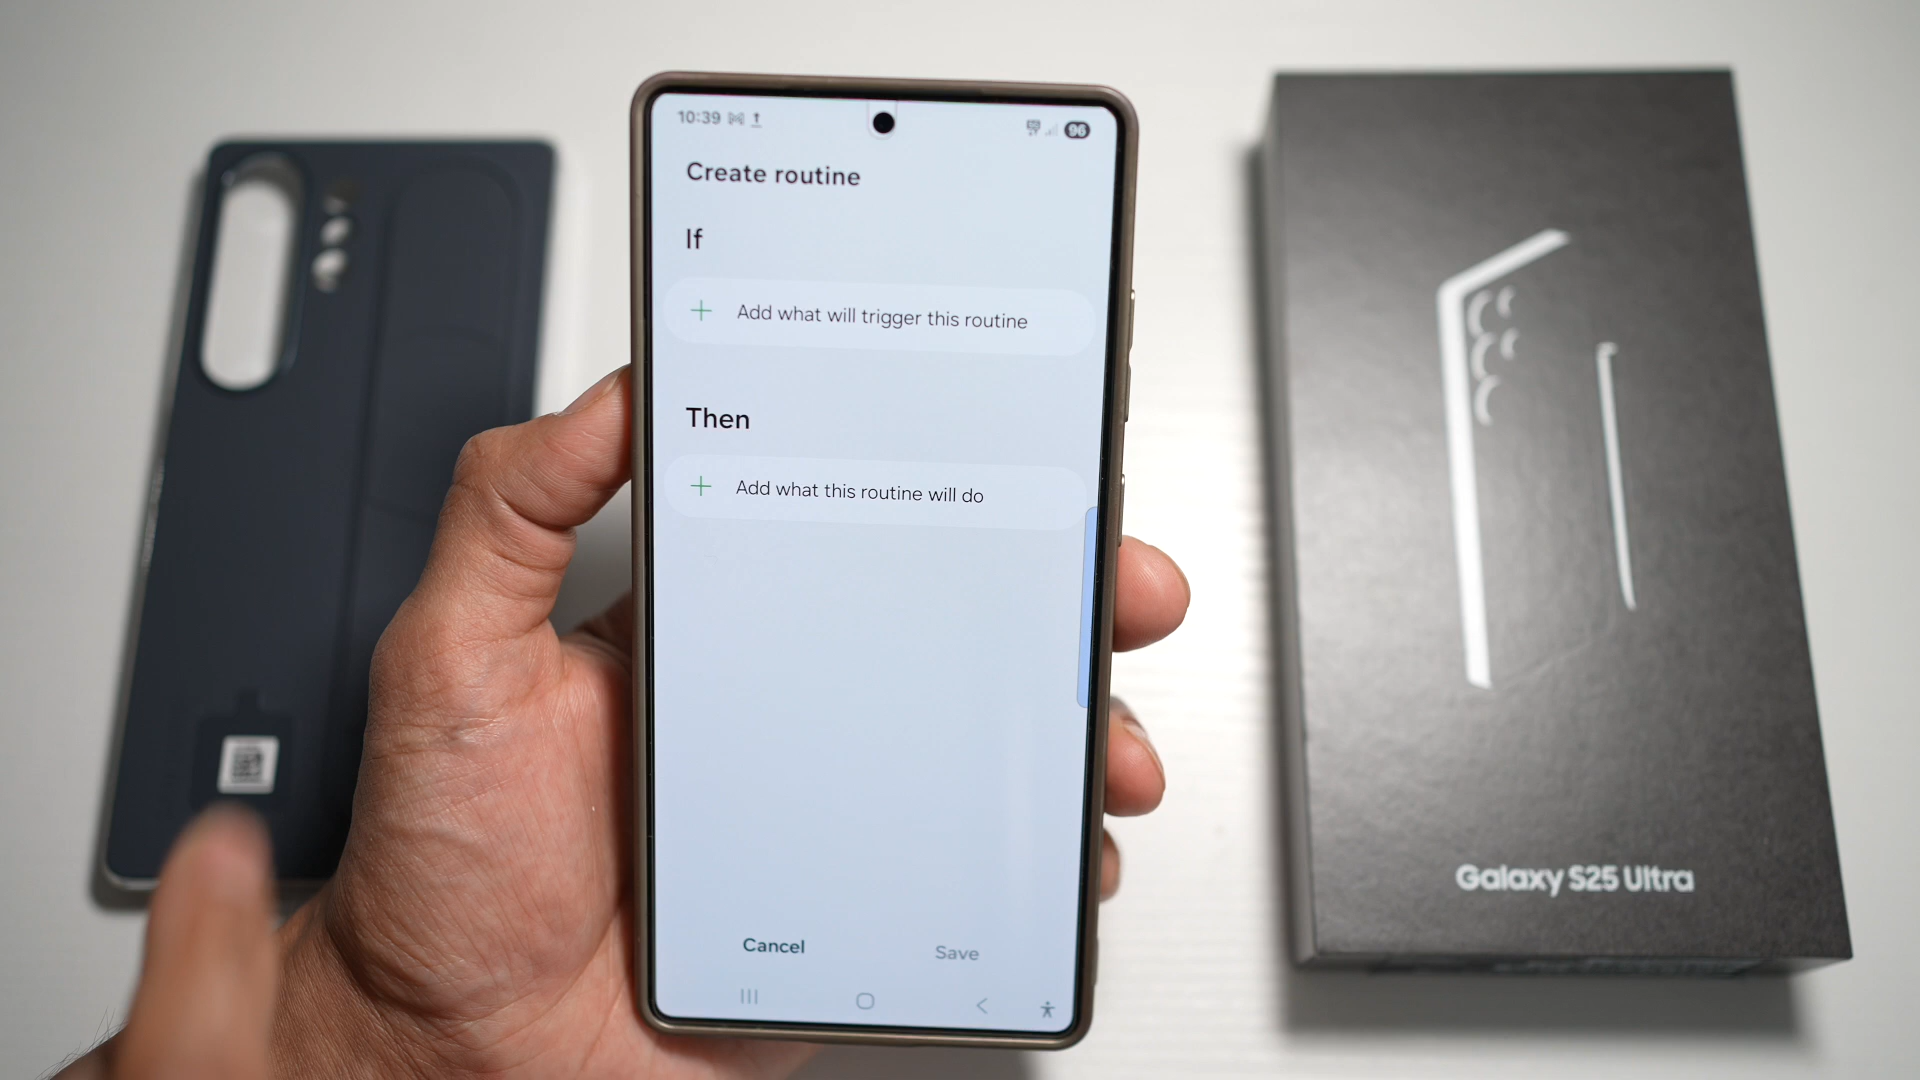 10:39
96
Create routine
If
Add what will trigger this routine
Then
Add what this routine will do
Cancel
Save
Galaxy S25 Ultra